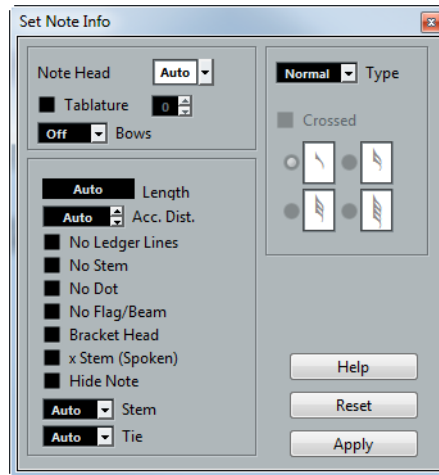 Set Note Info
Note Head Auto
Tablature 0
Off Bows
Normal Type
Crossed
Auto Length
Auto Acc. Dist.
No Ledger Lines
No Stem
No Dot
No Flag/Beam
Bracket Head
x Stem (Spoken)
Hide Note
Auto Stem
Auto Tie
Help
Reset
Apply